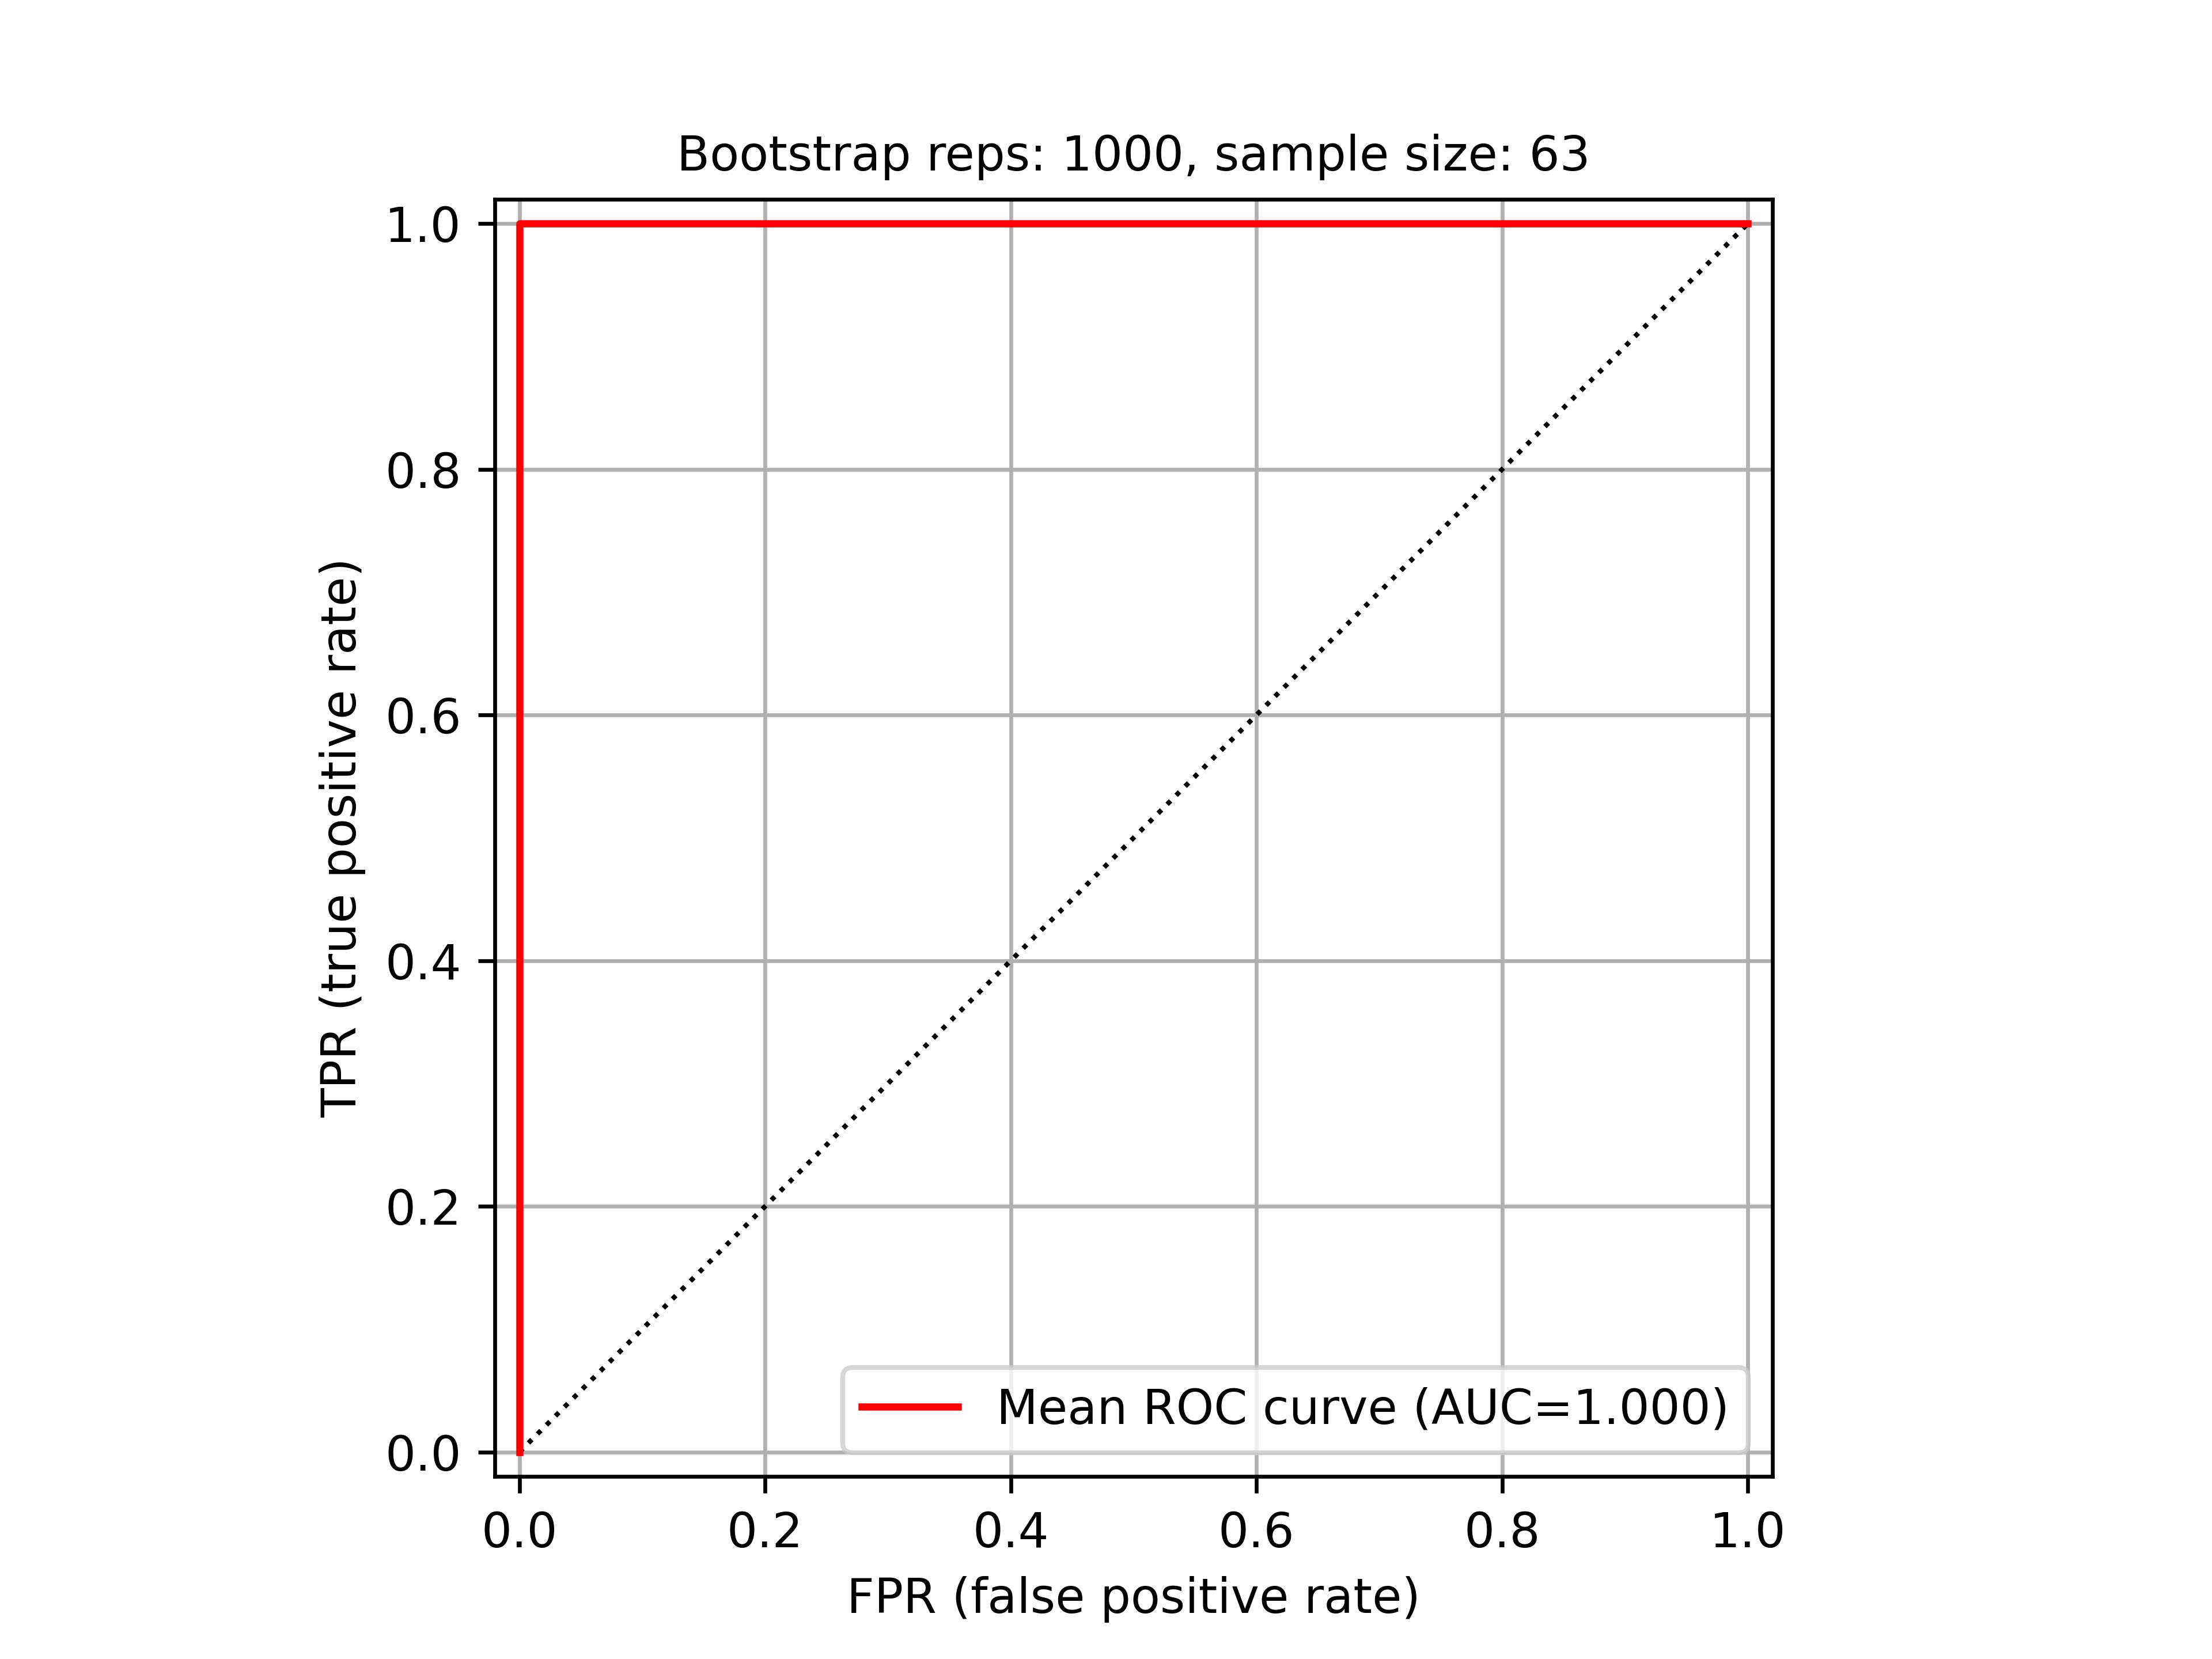 Bootstrap reps: 1000, sample size: 63
1.0
0.8
0.6
0.4
0.2
0.0
TPR (true positive rate)
Mean ROC curve (AUC=1.000)
0.0 0.2 0.4 0.6 0.8 1.0
FPR (false positive rate)